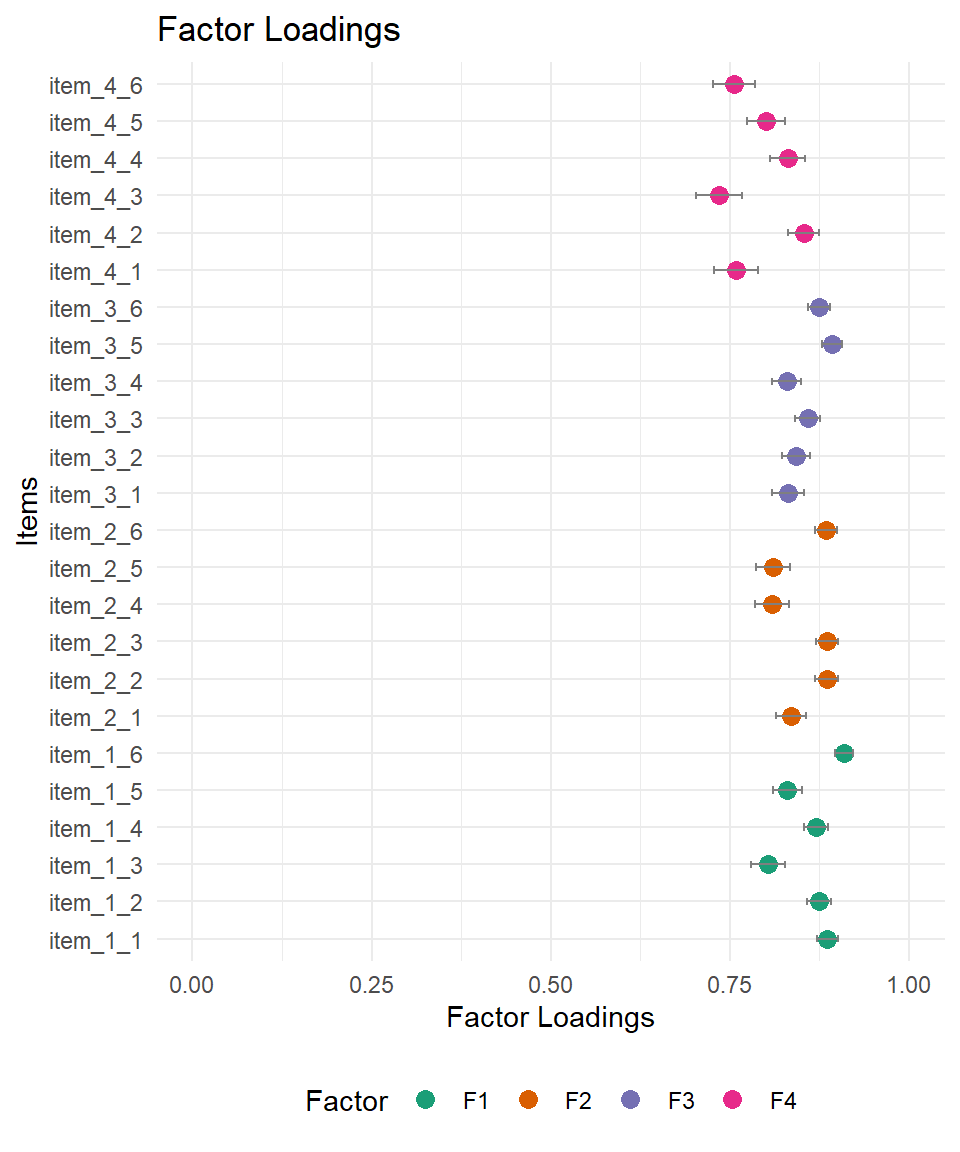 Factor Loadings
item_4_6
item_4_5
item_4_4
item_4_3
item_4_2
item_4_1
item_3_6
item_3_5
item_3_4
item_3_3
item_3_2
item_3_1
item_2_6
item_2_5
item_2_4
item_2_3
item_2_2
item_2_1
item_1_6
item_1_5
item_1_4
item_1_3
item_1_2
item_1_1
Items
0.00 0.25 0.50 0.75 1.00
Factor Loadings
Factor F1 F2 F3 F4